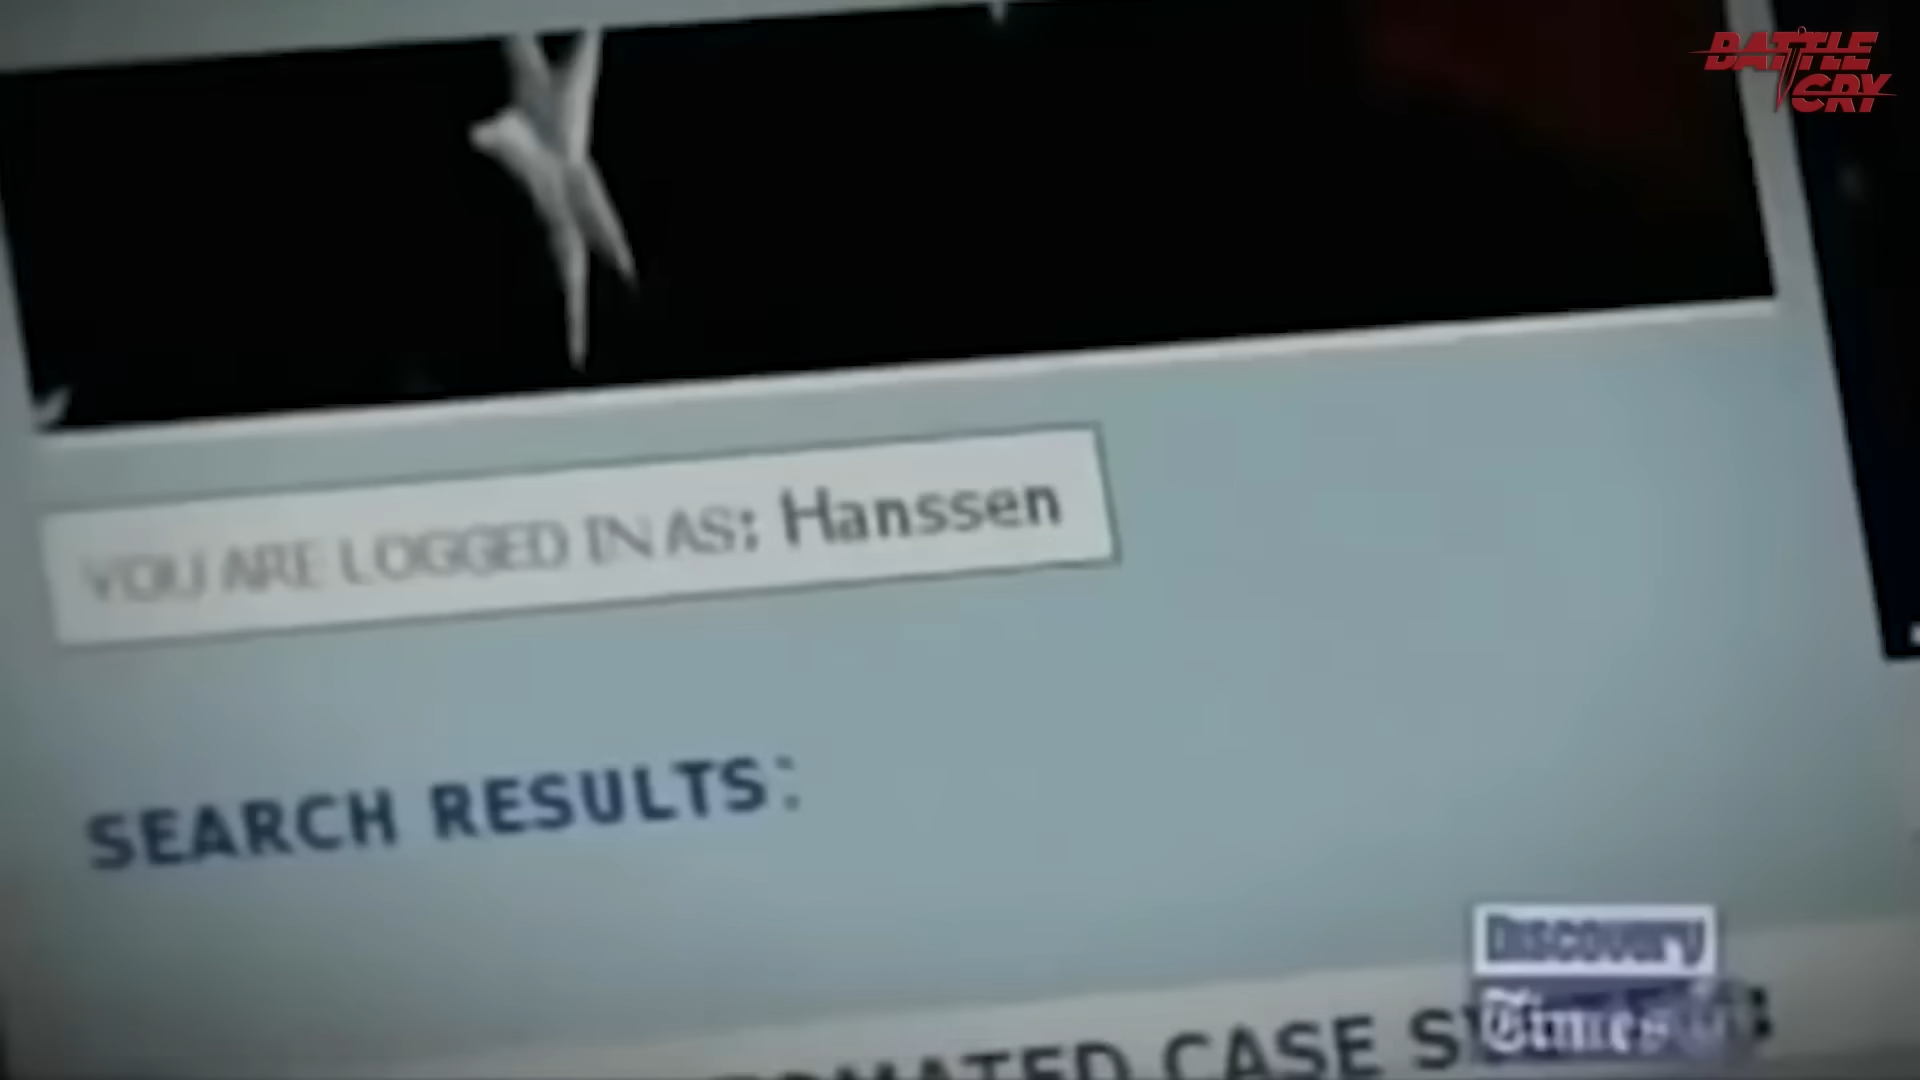 BATTLE
CRY
YOU ARE LOGGED IN AS: Hanssen
SEARCH RESULTS:
Discovery
Times
CASE